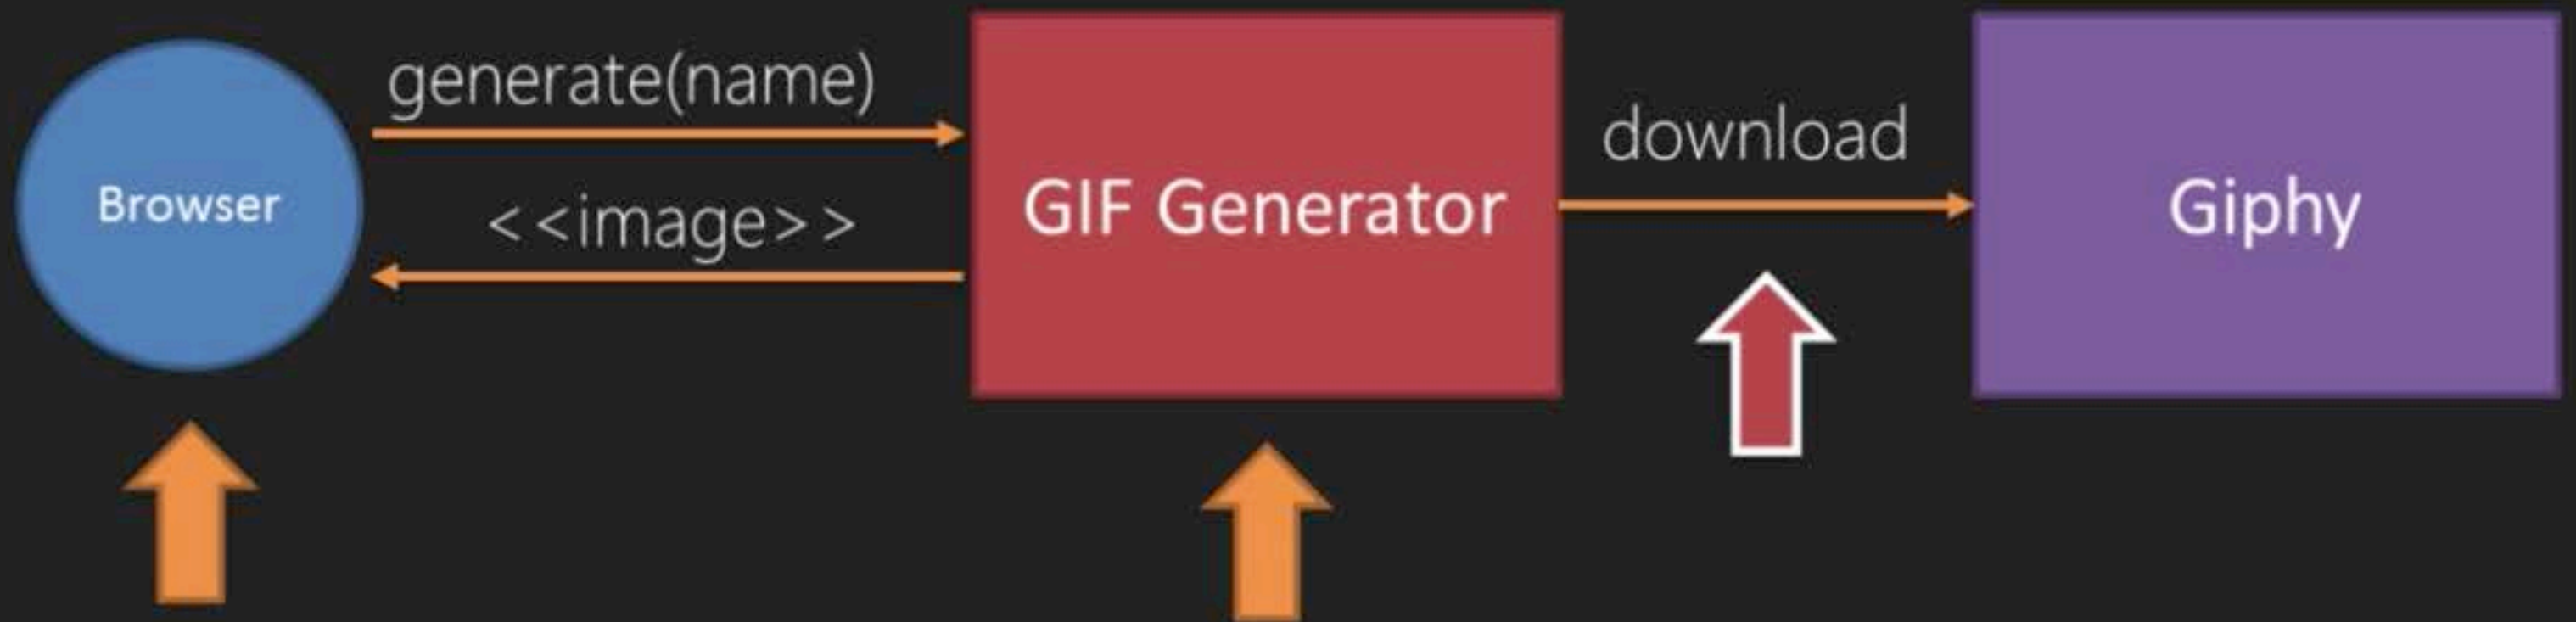 generate(name)
Browser
<<image>>
GIF Generator
download
Giphy